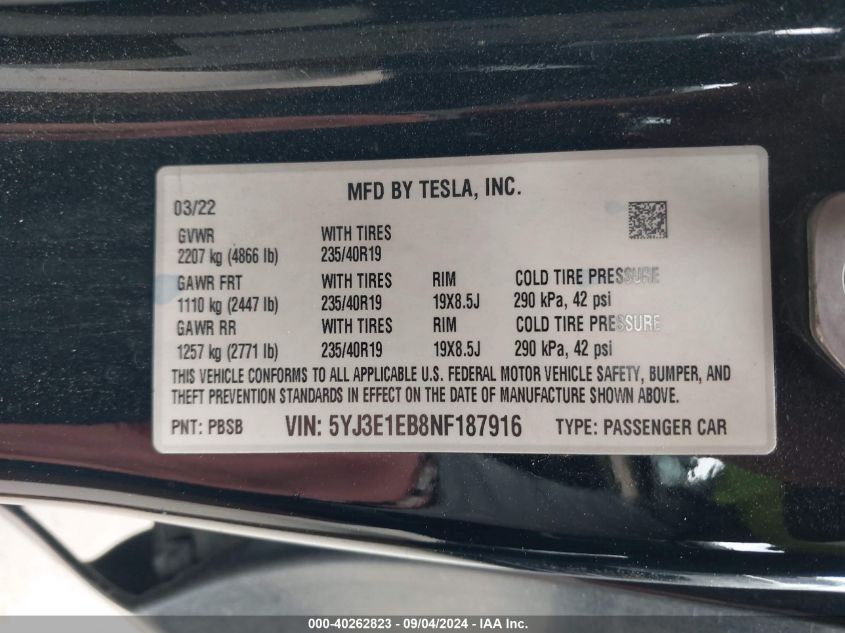 MFD BY TESLA, INC.
03/22
GVWR WITH TIRES
2207 kg (4866 lb) 235/40R19
GAWR FRT WITH TIRES RIM COLD TIRE PRESSURE
1110 kg (2447 lb) 235/40R19 19X8.5J 290 kPa, 42 psi
GAWR RR WITH TIRES RIM COLD TIRE PRESSURE
1257 kg (2771 lb) 235/40R19 19X8.5J 290 kPa, 42 psi
THIS VEHICLE CONFORMS TO ALL APPLICABLE U.S. FEDERAL MOTOR VEHICLE SAFETY, BUMPER, AND
THEFT PREVENTION STANDARDS IN EFFECT ON THE DATE OF MANUFACTURE SHOWN ABOVE.
PNT: PBSB VIN: 5YJ3E1EB8NF187916 TYPE: PASSENGER CAR
000-40262823 - 09/04/2024 - IAA Inc.